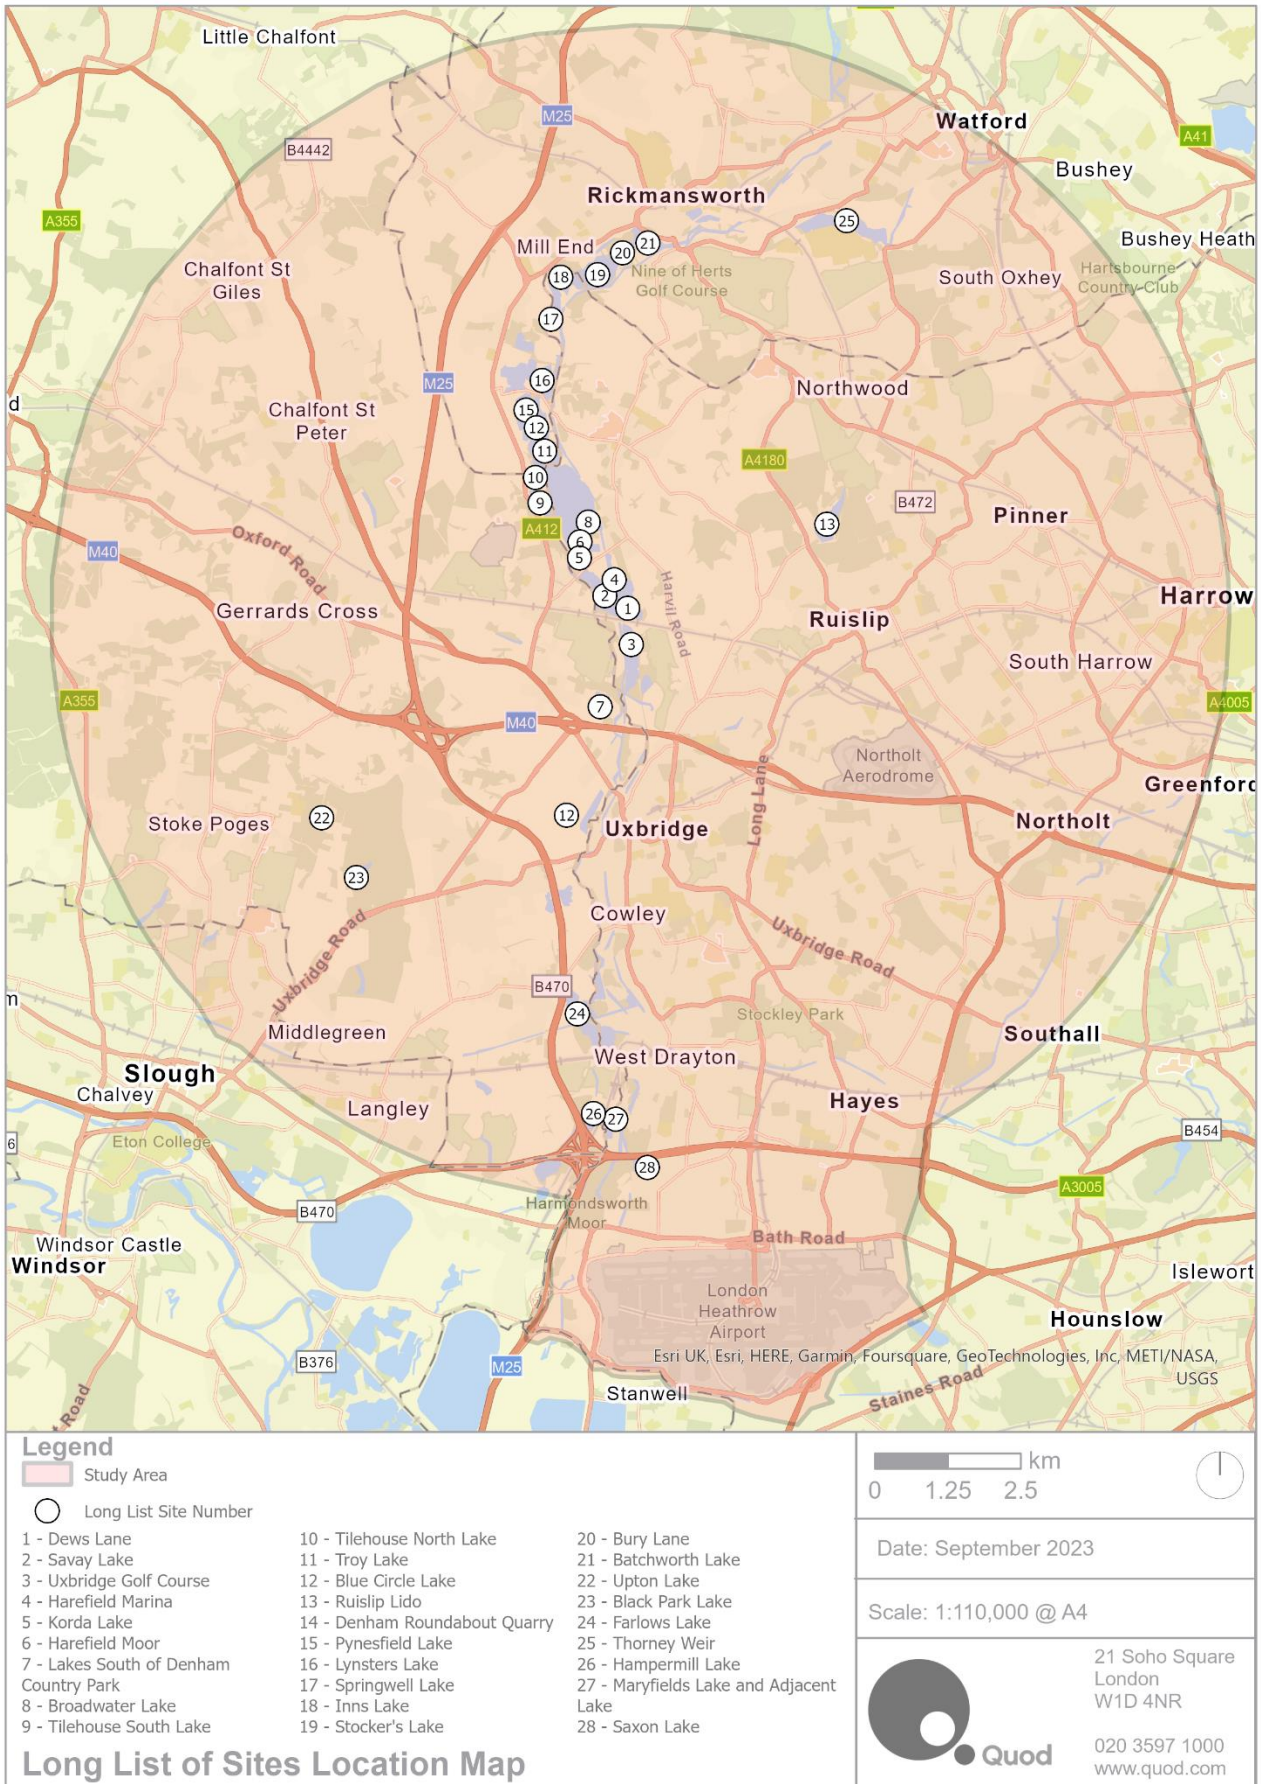 Little Chalfont
M25
Watford
A41
B4442
Bushey
Rickmansworth
A355
25
Mill End
20
21
Bushey Heath
Chalfont St
Giles
18
19
Nine of Herts
Golf Course
South Oxhey
Hartsbourne
Country Club
17
M25
16
Northwood
d
Chalfont St
Peter
15
12
11
A4180
10
9
B472
8
13
Pinner
A412
6
5
M40
Oxford Road
4
2
1
Harvil Road
Harrow
Gerrards Cross
Ruislip
3
South Harrow
A355
7
A4005
M40
Northolt
Aerodrome
Greenford
22
12
Stoke Poges
Uxbridge
Long Lane
Northolt
23
Cowley
Uxbridge Road
Uxbridge Road
B470
m
24
Stockley Park
Middlegreen
Southall
West Drayton
Slough
Chalvey
Langley
Hayes
26
27
B454
6
Eton College
28
A3005
B470
Harmondsworth
Moor
Bath Road
Windsor Castle
Windsor
Islewort
London
Heathrow
Airport
Hounslow
B376
M25
Esri UK, Esri, HERE, Garmin, Foursquare, GeoTechnologies, Inc, METI/NASA,
USGS
Stanwell
Staines Road
Road
Legend
Study Area
Long List Site Number
1 - Dews Lane
2 - Savay Lake
3 - Uxbridge Golf Course
4 - Harefield Marina
5 - Korda Lake
6 - Harefield Moor
7 - Lakes South of Denham
Country Park
8 - Broadwater Lake
9 - Tilehouse South Lake
10 - Tilehouse North Lake
11 - Troy Lake
12 - Blue Circle Lake
13 - Ruislip Lido
14 - Denham Roundabout Quarry
15 - Pynesfield Lake
16 - Lynsters Lake
17 - Springwell Lake
18 - Inns Lake
19 - Stocker's Lake
20 - Bury Lane
21 - Batchworth Lake
22 - Upton Lake
23 - Black Park Lake
24 - Farlows Lake
25 - Thorney Weir
26 - Hampermill Lake
27 - Maryfields Lake and Adjacent
Lake
28 - Saxon Lake
Long List of Sites Location Map
km
0 1.25 2.5
Date: September 2023
Scale: 1:110,000 @ A4
Quod
21 Soho Square
London
W1D 4NR
020 3597 1000
www.quod.com